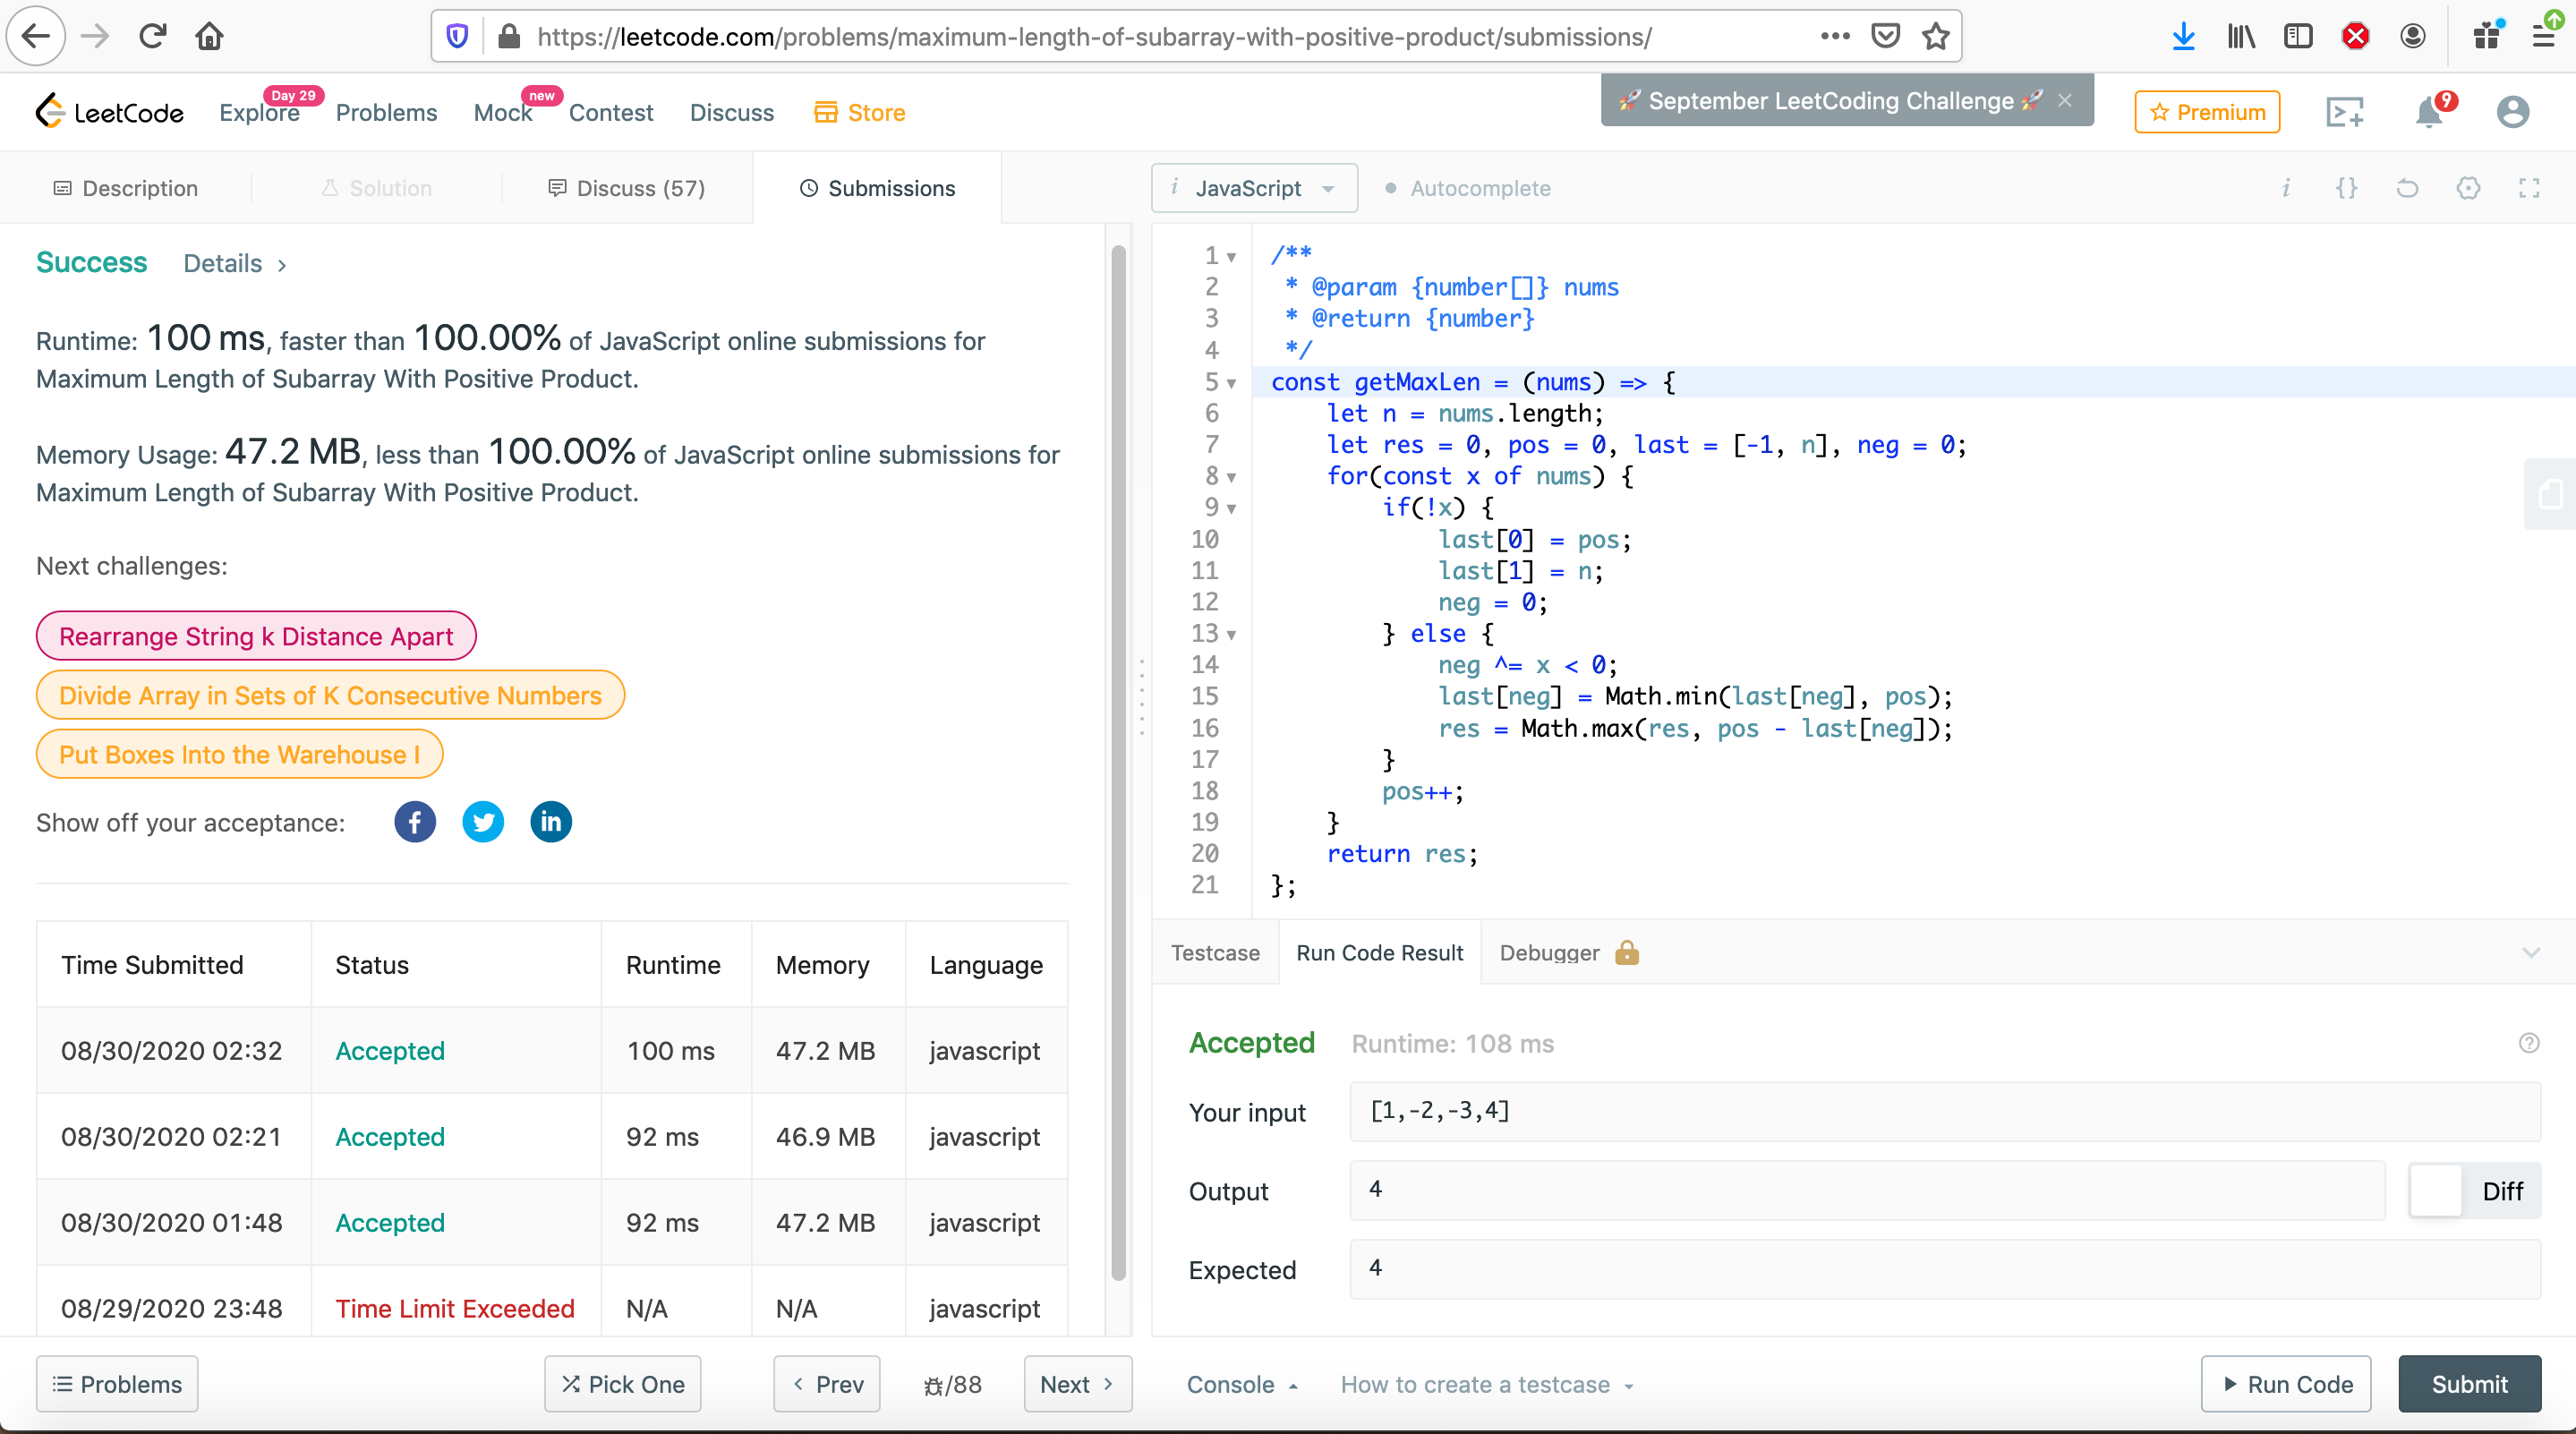 https://leetcode.com/problems/maximum-length-of-subarray-with-positive-product/submissions/
LeetCode
Explore
Day 29
Problems
Mock
new
Contest
Discuss
Store
🚀 September LeetCoding Challenge 🚀 ×
Premium
9
Description
Solution
Discuss (57)
Submissions
i JavaScript
Autocomplete
i {}
Success Details >
Runtime: 100 ms, faster than 100.00% of JavaScript online submissions for
Maximum Length of Subarray With Positive Product.
Memory Usage: 47.2 MB, less than 100.00% of JavaScript online submissions for
Maximum Length of Subarray With Positive Product.
Next challenges:
Rearrange String k Distance Apart
Divide Array in Sets of K Consecutive Numbers
Put Boxes Into the Warehouse I
Show off your acceptance: f in
Time Submitted Status Runtime Memory Language
08/30/2020 02:32 Accepted 100 ms 47.2 MB javascript
08/30/2020 02:21 Accepted 92 ms 46.9 MB javascript
08/30/2020 01:48 Accepted 92 ms 47.2 MB javascript
08/29/2020 23:48 Time Limit Exceeded N/A N/A javascript
Problems
Pick One
< Prev
/88
Next >
1 /**
2  * @param {number[]} nums
3  * @return {number}
4  */
5 const getMaxLen = (nums) => {
6     let n = nums.length;
7     let res = 0, pos = 0, last = [-1, n], neg = 0;
8     for(const x of nums) {
9         if(!x) {
10             last[0] = pos;
11             last[1] = n;
12             neg = 0;
13         } else {
14             neg ^= x < 0;
15             last[neg] = Math.min(last[neg], pos);
16             res = Math.max(res, pos - last[neg]);
17         }
18         pos++;
19     }
20     return res;
21 };
Testcase
Run Code Result
Debugger
Accepted Runtime: 108 ms
?
Your input [1,-2,-3,4]
Output 4
Diff
Expected 4
Console
How to create a testcase
Run Code
Submit